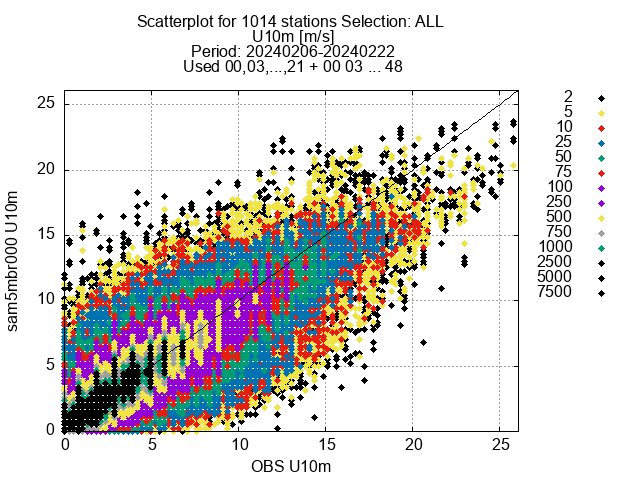 Scatterplot for 1014 stations Selection: ALL
U10m [m/s]
Period: 20240206-20240222
Used 00,03,...,21 + 00 03 ... 48
25
20
15
10
5
0
sam5mbr000 U10m
0 5 10 15 20 25
OBS U10m
2
5
10
25
50
75
100
250
500
750
1000
2500
5000
7500